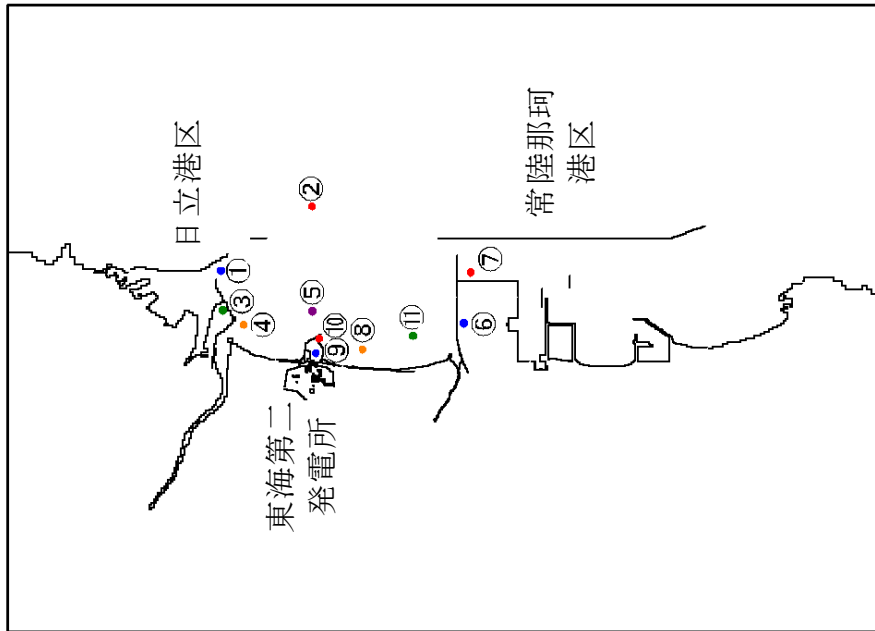 日立港区
常陸那珂
港区
①
②
③
④
⑤
⑥
⑦
⑧
⑨
⑩
⑪
東海第二
発電所